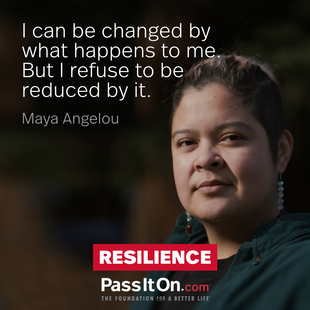 I can be changed by
what happens to me.
But I refuse to be
reduced by it.
Maya Angelou
RESILIENCE
PassItOn.com®
THE FOUNDATION FOR A BETTER LIFE®